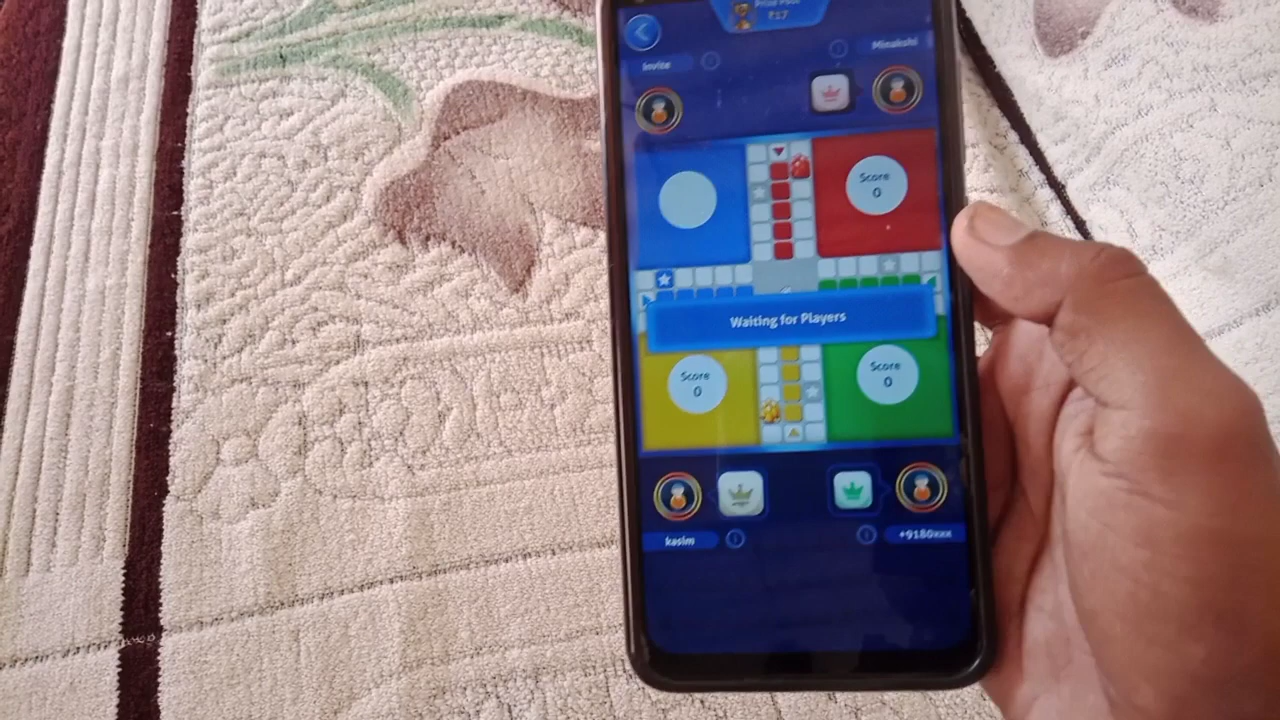 Prize Pool
₹17
Invite
Minakshi
Score
0
Waiting for Players
Score
0
Score
0
kasim
+9180xxx